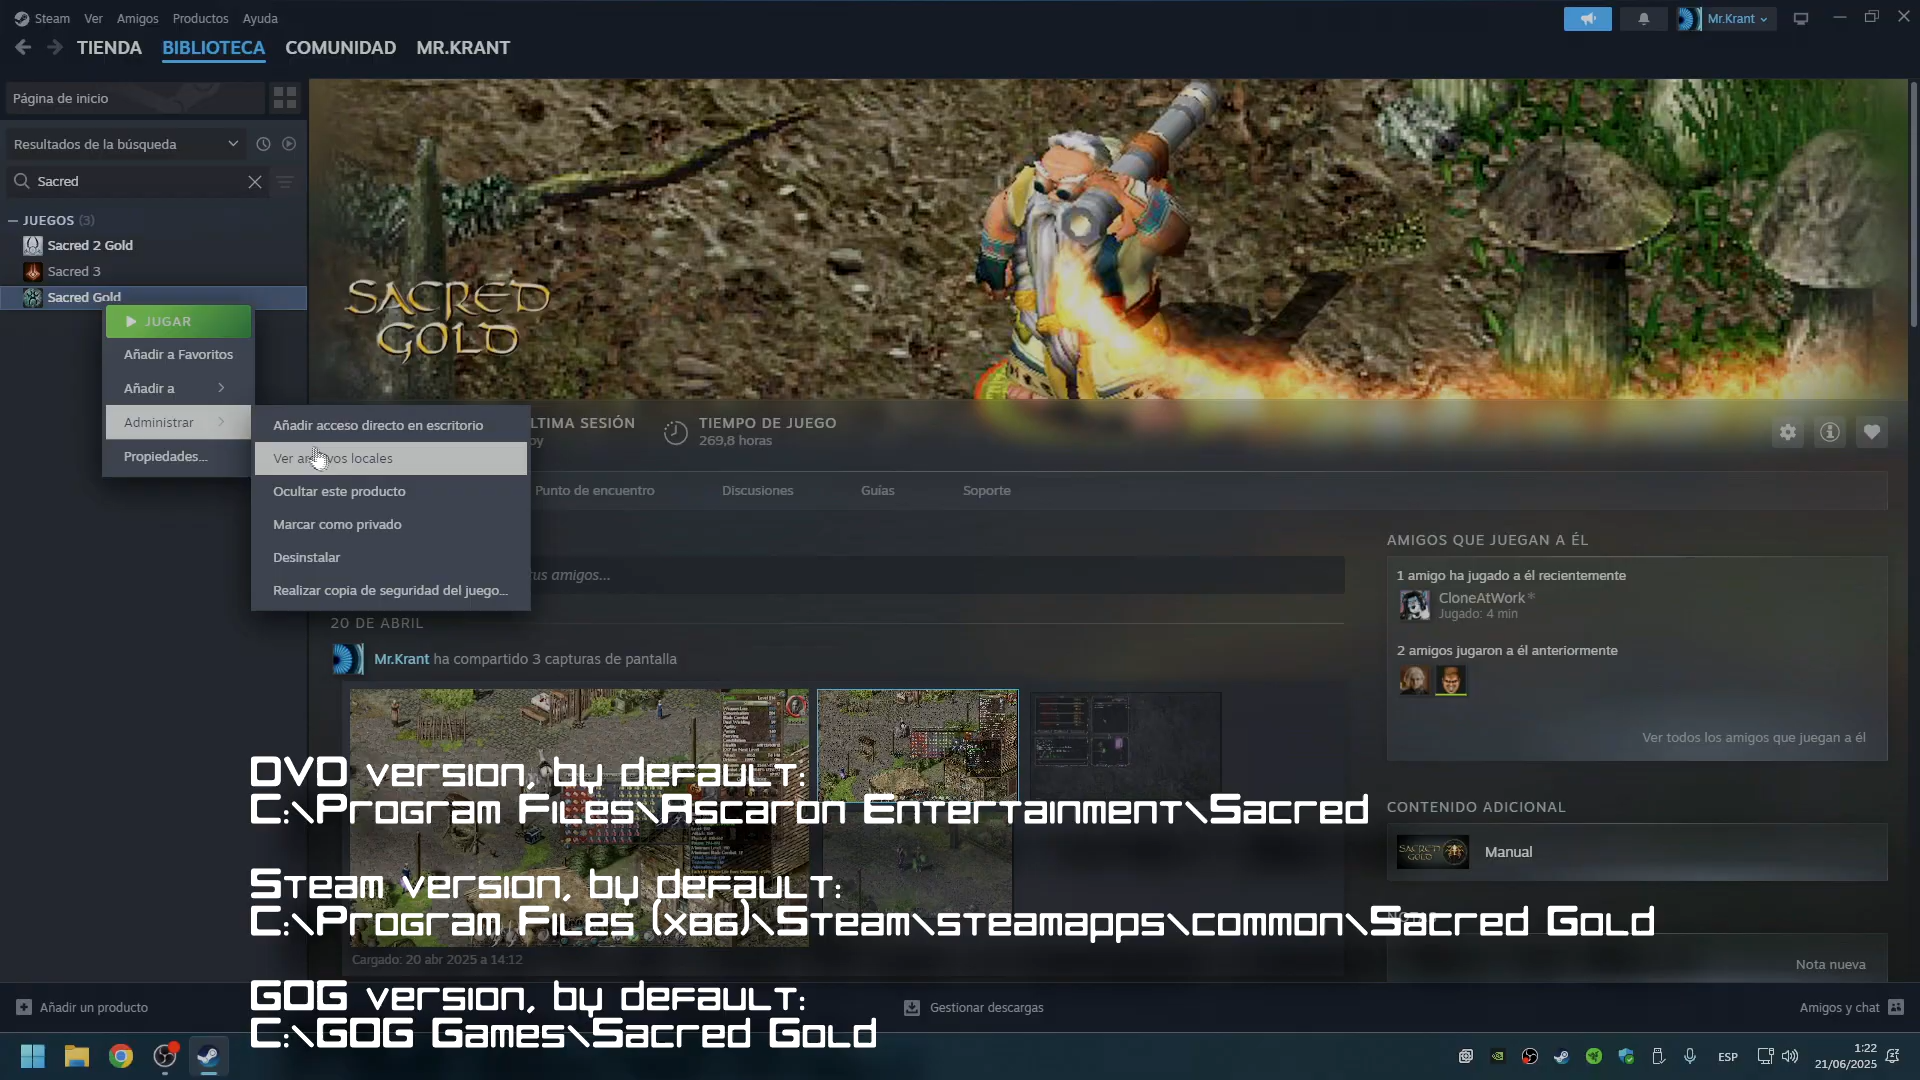 Steam Ver Amigos Productos Ayuda
Mr.Krant
TIENDA BIBLIOTECA COMUNIDAD MR.KRANT
Página de inicio
Resultados de la búsqueda
Sacred
JUEGOS (3)
Sacred 2 Gold
Sacred 3
Sacred Gold
SACRED
GOLD
JUGAR
Añadir a Favoritos
Añadir a
Administrar
Propiedades...
Añadir acceso directo en escritorio
Ver archivos locales
Ocultar este producto
Marcar como privado
Desinstalar
Realizar copia de seguridad del juego...
LTIMA SESIÓN
oy
TIEMPO DE JUEGO
269,8 horas
Punto de encuentro Discusiones Guías Soporte
tus amigos...
20 DE ABRIL
Mr.Krant ha compartido 3 capturas de pantalla
Cargado: 20 abr 2025 a 14:12
AMIGOS QUE JUEGAN A ÉL
1 amigo ha jugado a él recientemente
CloneAtWork*
Jugado: 4 min
2 amigos jugaron a él anteriormente
Ver todos los amigos que juegan a él
CONTENIDO ADICIONAL
Manual
Nota nueva
DVD version, by default:
C:\Program Files\Ascaron Entertainment\Sacred
Steam version, by default:
C:\Program Files (x86)\Steam\steamapps\common\Sacred Gold
GOG version, by default:
C:\GOG Games\Sacred Gold
Añadir un producto
Gestionar descargas
Amigos y chat
ESP
1:22
21/06/2025